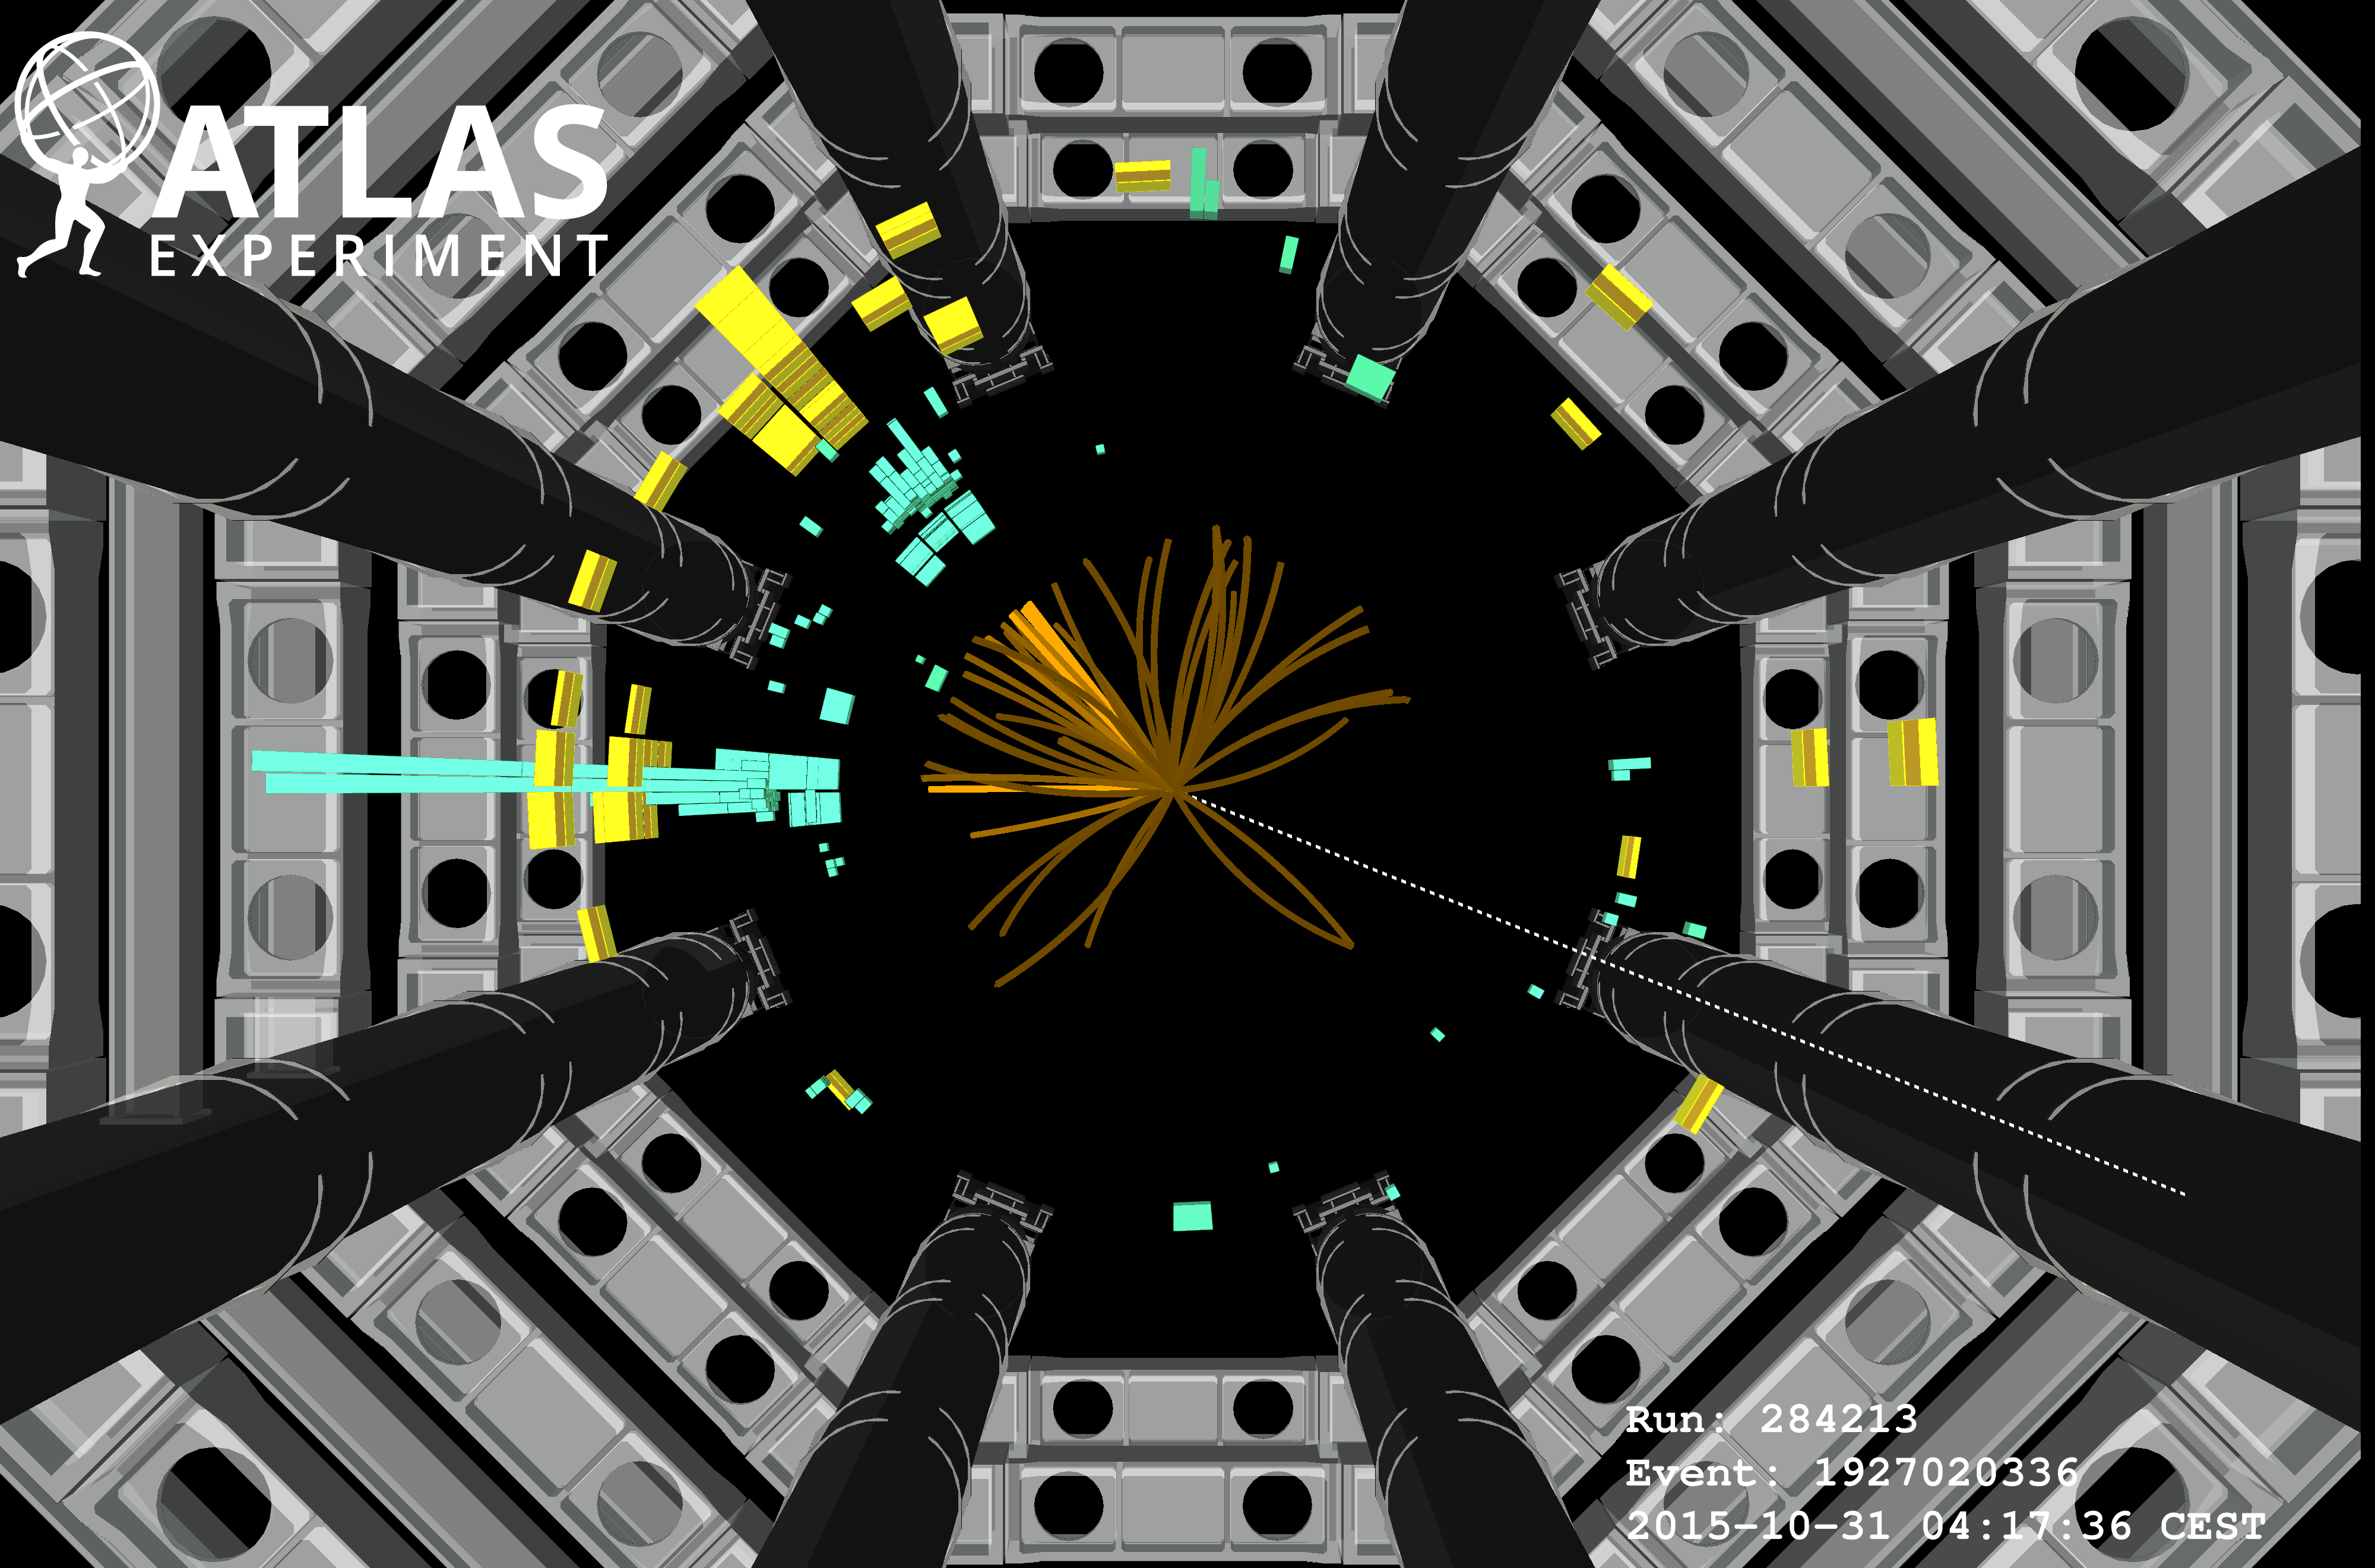 ATLAS
EXPERIMENT
Run: 284213
Event: 1927020336
2015-10-31 04:17:36 CEST